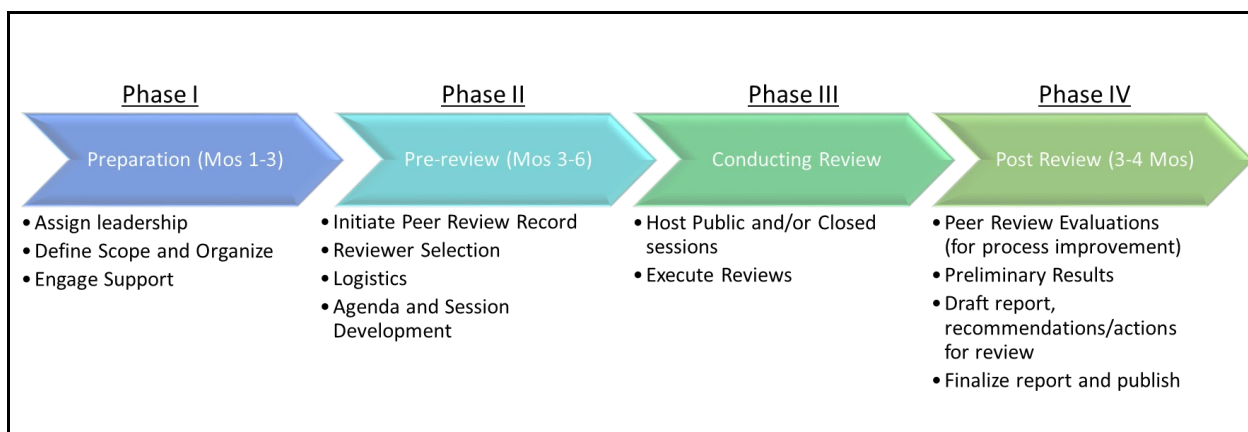 Phase I
Preparation (Mos 1-3)
• Assign leadership
• Define Scope and Organize
• Engage Support
Phase II
Pre-review (Mos 3-6)
• Initiate Peer Review Record
• Reviewer Selection
• Logistics
• Agenda and Session
Development
Phase III
Conducting Review
• Host Public and/or Closed
sessions
• Execute Reviews
Phase IV
Post Review (3-4 Mos)
• Peer Review Evaluations
(for process improvement)
• Preliminary Results
• Draft report,
recommendations/actions
for review
• Finalize report and publish